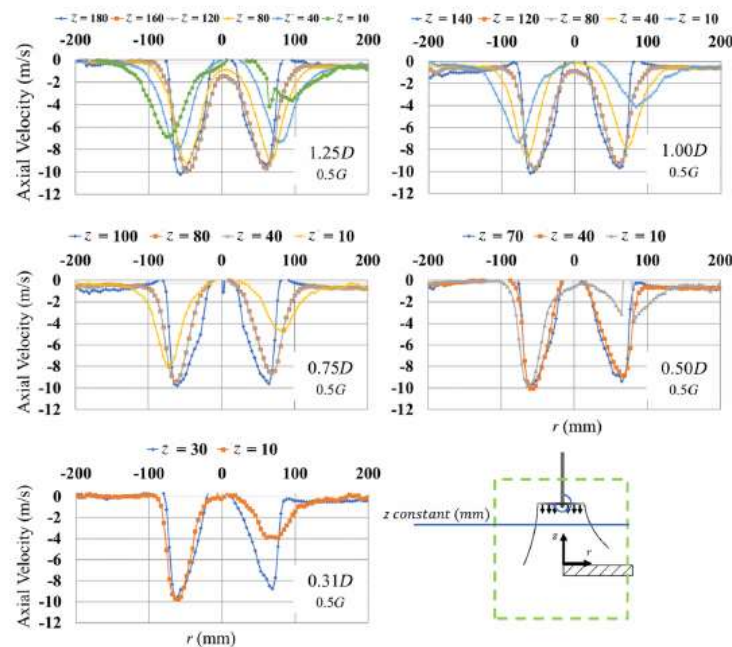 z = 180 z = 160 z = 120 z = 80 z = 40 z = 10
-200 -100 0 100 200
Axial Velocity (m/s)
0
-2
-4
-6
-8
-10
-12
1.25D
0.5G
z = 140 z = 120 z = 80 z = 40 z = 10
-200 -100 0 100 200
0
-2
-4
-6
-8
-10
-12
1.00D
0.5G
z = 100 z = 80 z = 40 z = 10
-200 -100 0 100 200
Axial Velocity (m/s)
0
-2
-4
-6
-8
-10
-12
0.75D
0.5G
z = 70 z = 40 z = 10
-200 -100 0 100 200
0
-2
-4
-6
-8
-10
-12
0.50D
0.5G
r (mm)
z = 30 z = 10
-200 -100 0 100 200
Axial Velocity (m/s)
0
-2
-4
-6
-8
-10
-12
0.31D
0.5G
r (mm)
z constant (mm)
z
r